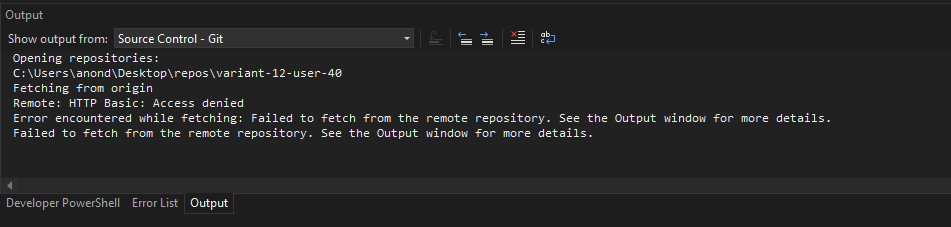 Output
Show output from: Source Control - Git
Opening repositories:
C:\Users\anond\Desktop\repos\variant-12-user-40
Fetching from origin
Remote: HTTP Basic: Access denied
Error encountered while fetching: Failed to fetch from the remote repository. See the Output window for more details.
Failed to fetch from the remote repository. See the Output window for more details.
Developer PowerShell Error List Output